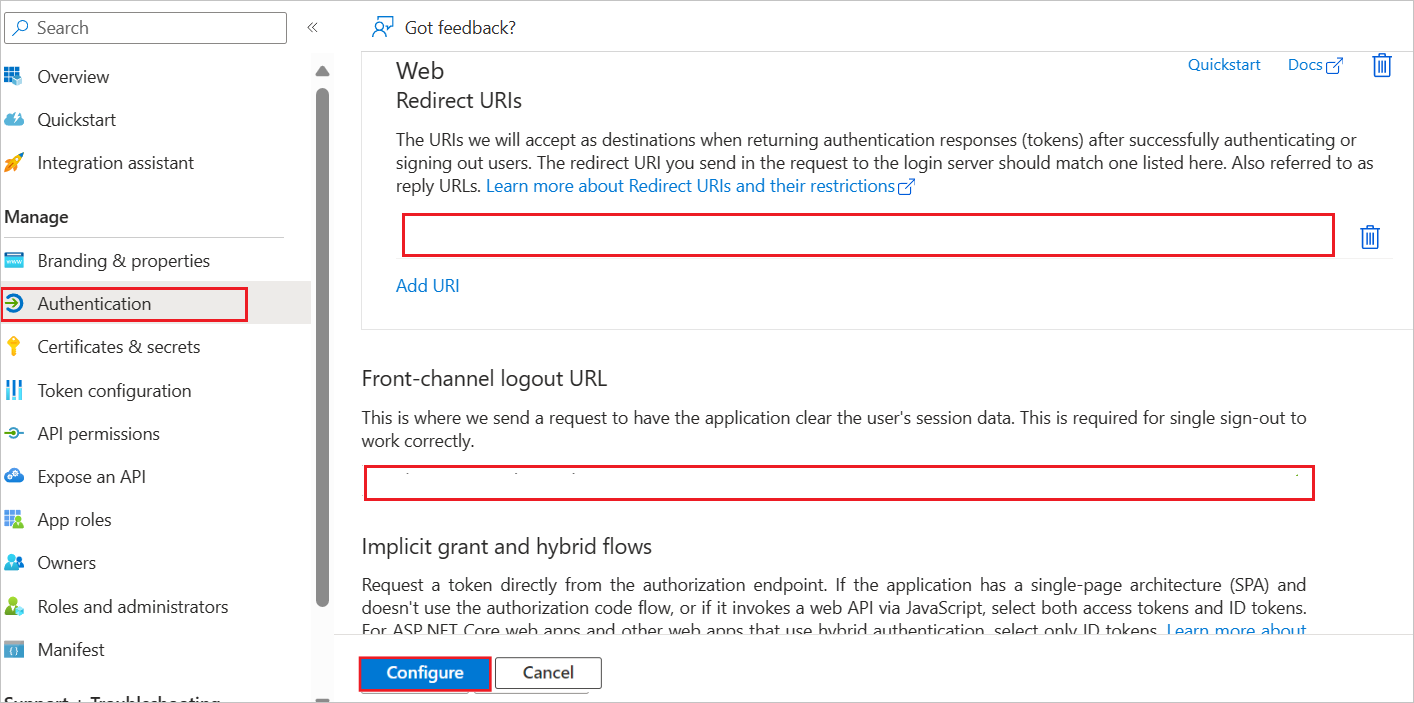 Search
«
Overview
Quickstart
Integration assistant
Manage
Branding & properties
Authentication
Certificates & secrets
Token configuration
API permissions
Expose an API
App roles
Owners
Roles and administrators
Manifest
Support + Troubleshooting
Got feedback?
Web
Quickstart
Docs
Redirect URIs
The URIs we will accept as destinations when returning authentication responses (tokens) after successfully authenticating or
signing out users. The redirect URI you send in the request to the login server should match one listed here. Also referred to as
reply URLs. Learn more about Redirect URIs and their restrictions
Add URI
Front-channel logout URL
This is where we send a request to have the application clear the user's session data. This is required for single sign-out to
work correctly.
Implicit grant and hybrid flows
Request a token directly from the authorization endpoint. If the application has a single-page architecture (SPA) and
doesn't use the authorization code flow, or if it invokes a web API via JavaScript, select both access tokens and ID tokens.
For ASP.NET Core web apps and other web apps that use hybrid authentication, select only ID tokens. Learn more about
Configure
Cancel